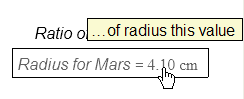 Ratio o
…of radius this value
Radius for Mars = 4.10 cm